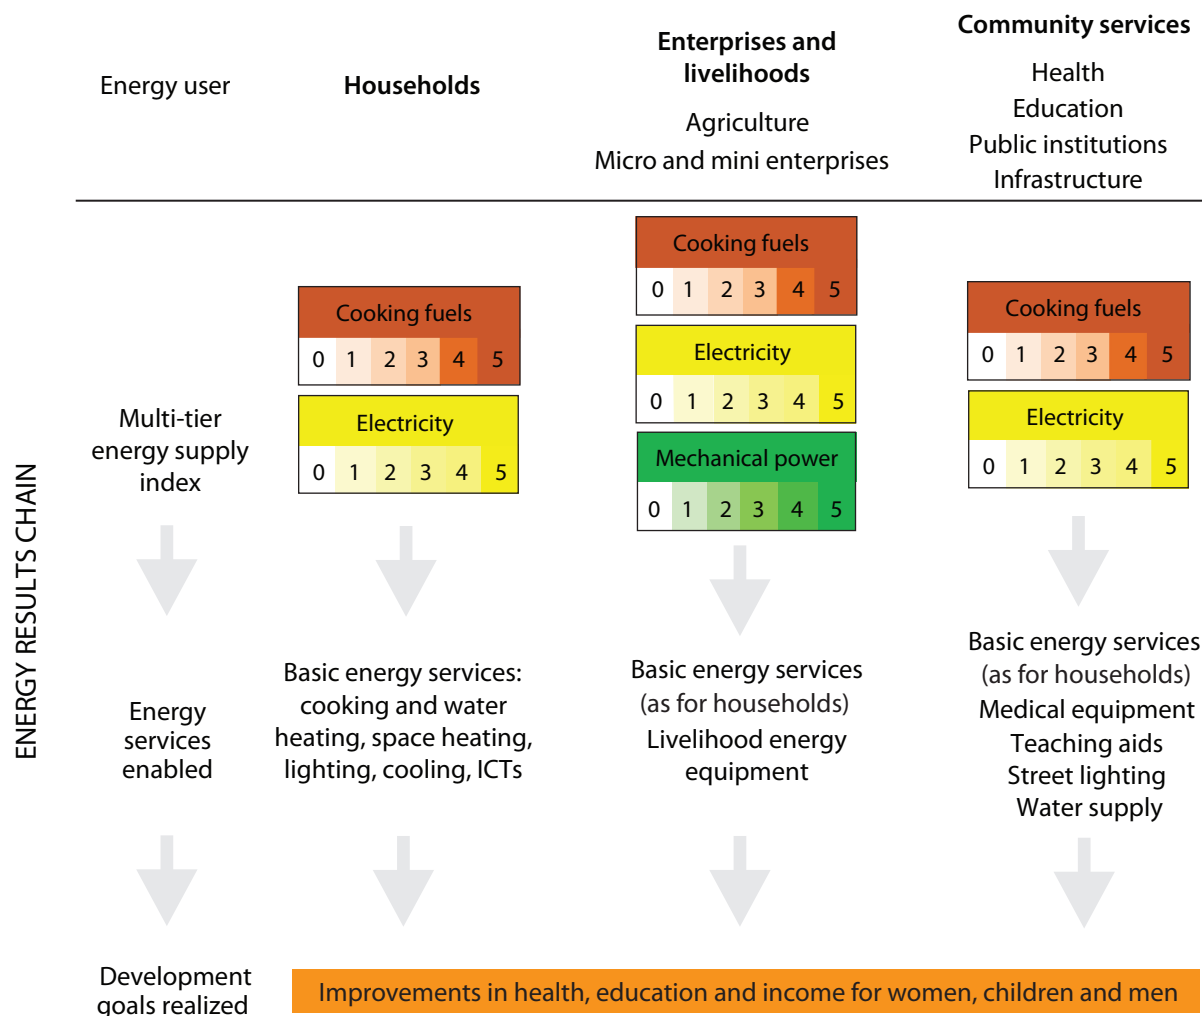 Energy user
Households
Enterprises and
livelihoods
Agriculture
Micro and mini enterprises
Community services
Health
Education
Public institutions
Infrastructure
ENERGY RESULTS CHAIN
Multi-tier
energy supply
index
Cooking fuels
0 1 2 3 4 5
Electricity
0 1 2 3 4 5
Cooking fuels
0 1 2 3 4 5
Electricity
0 1 2 3 4 5
Mechanical power
0 1 2 3 4 5
Cooking fuels
0 1 2 3 4 5
Electricity
0 1 2 3 4 5
Energy
services
enabled
Basic energy services:
cooking and water
heating, space heating,
lighting, cooling, ICTs
Basic energy services
(as for households)
Livelihood energy
equipment
Basic energy services
(as for households)
Medical equipment
Teaching aids
Street lighting
Water supply
Development
goals realized
Improvements in health, education and income for women, children and men